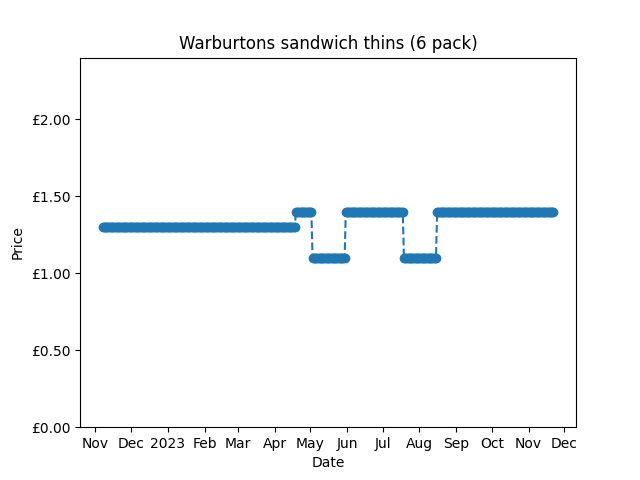 Warburtons sandwich thins (6 pack)
£2.00
£1.50
£1.00
£0.50
£0.00
Price
Nov Dec 2023 Feb Mar Apr May Jun Jul Aug Sep Oct Nov Dec
Date